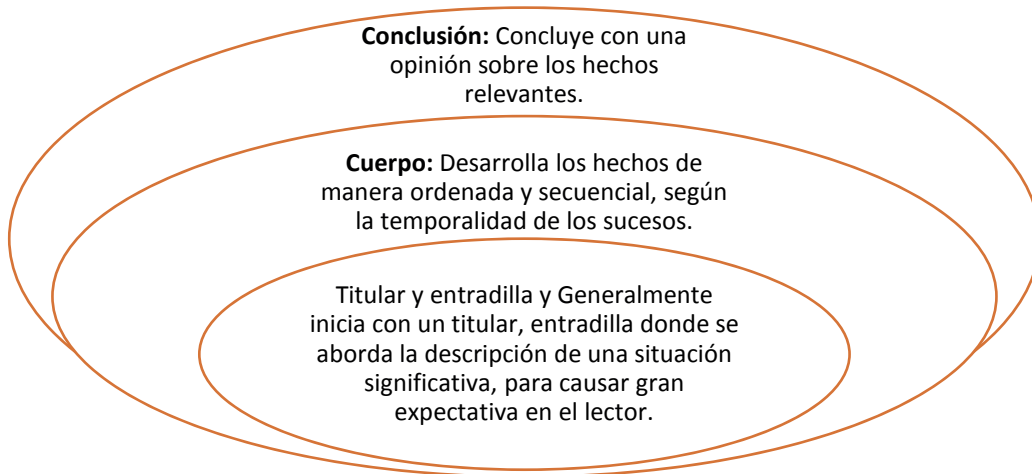 Conclusión: Concluye con una
opinión sobre los hechos
relevantes.
Cuerpo: Desarrolla los hechos de
manera ordenada y secuencial, según
la temporalidad de los sucesos.
Titular y entradilla y Generalmente
inicia con un titular, entradilla donde se
aborda la descripción de una situación
significativa, para causar gran
expectativa en el lector.